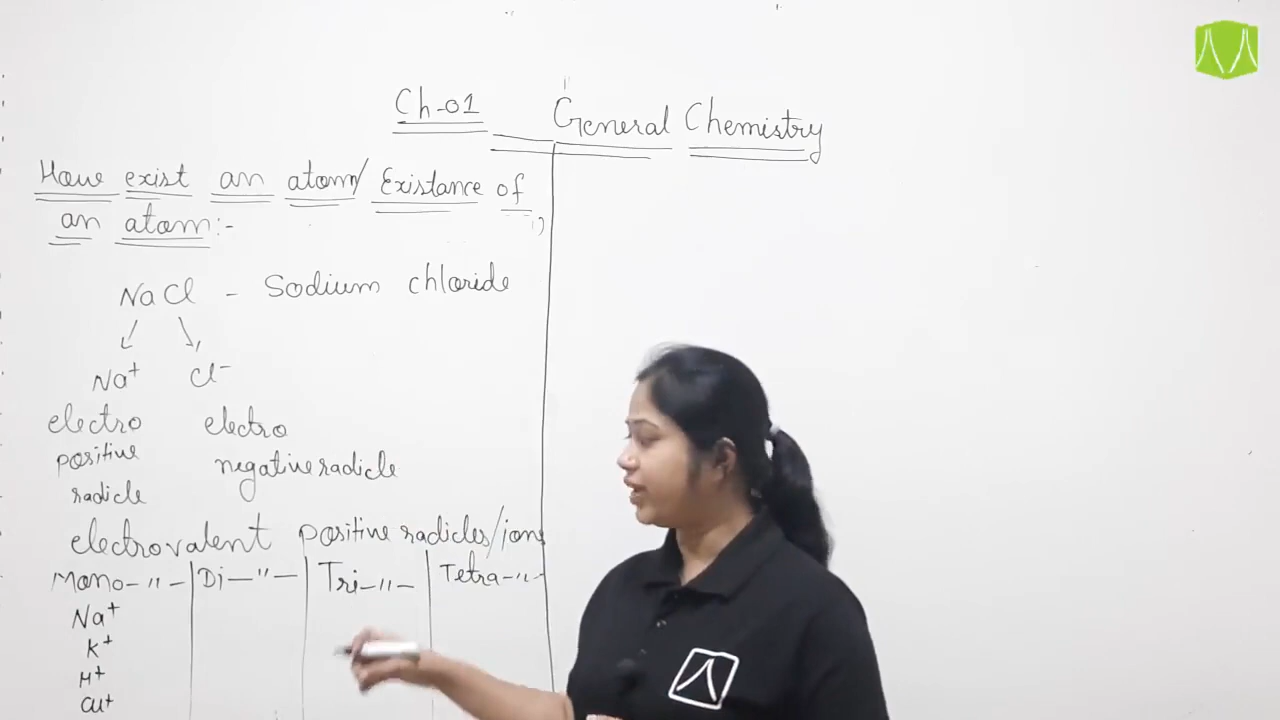 Ch-01 General Chemistry
How exist an atom/ Existance of
an atom:-
NaCl - Sodium chloride
Na+ Cl-
electro electro
positive negative radicle
radicle
electrovalent positive radicles/ions
Mono-"- Di-"- Tri-"- Tetra-"-
Na+
K+
H+
Cu+